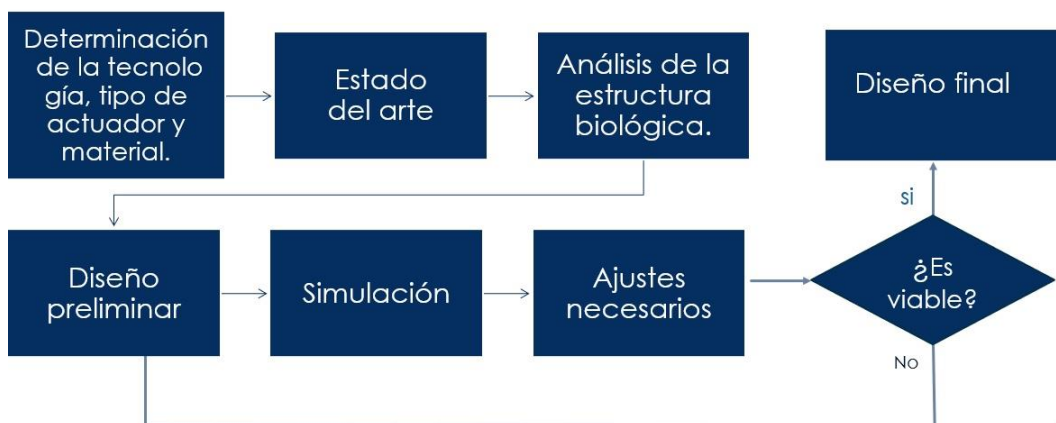 Determinación
de la tecnolo
gía, tipo de
actuador y
material.
Estado
del arte
Análisis de la
estructura
biológica.
Diseño final
si
Diseño
preliminar
Simulación
Ajustes
necesarios
¿Es
viable?
No